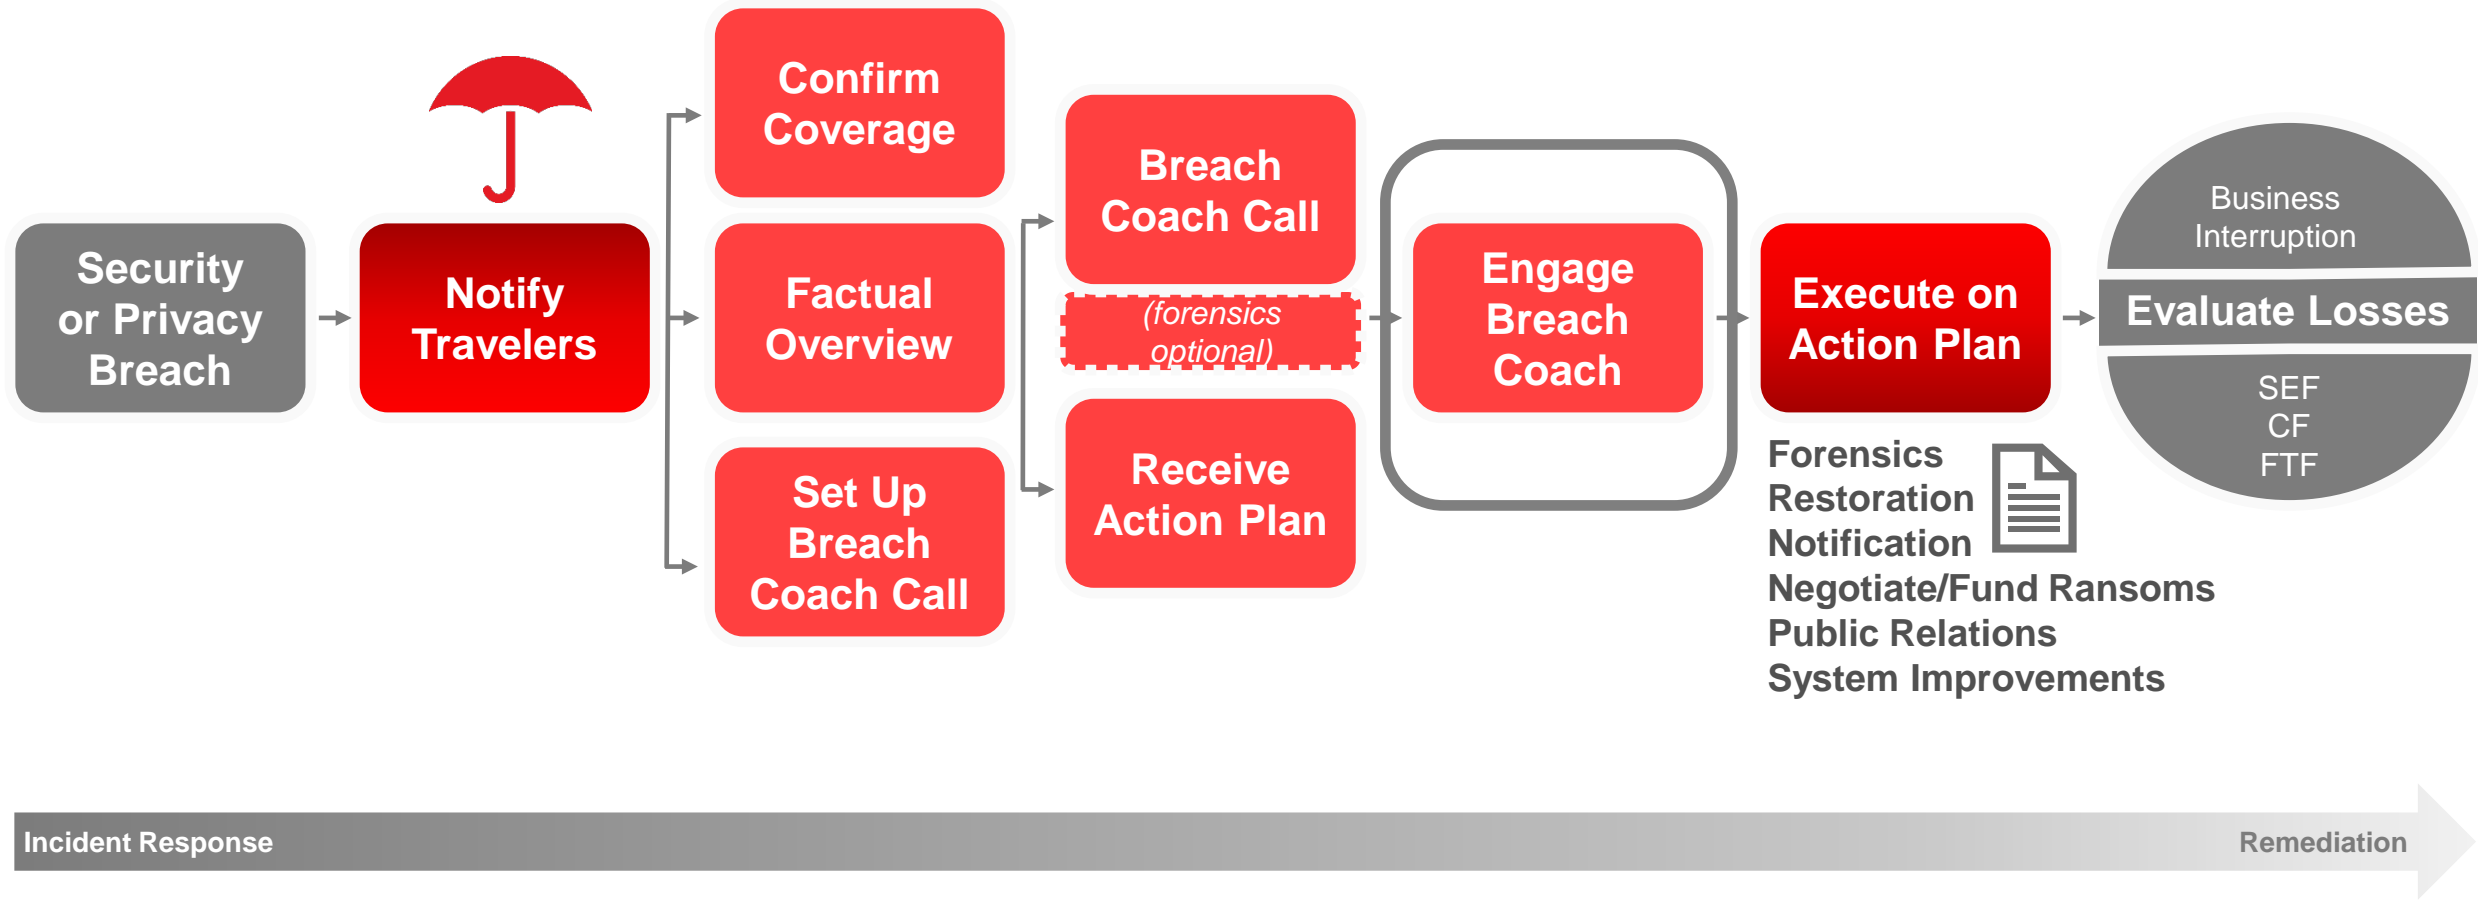 Security
or Privacy
Breach
Notify
Travelers
Confirm
Coverage
Factual
Overview
Set Up
Breach
Coach Call
Breach
Coach Call
(forensics
optional)
Receive
Action Plan
Engage
Breach
Coach
Execute on
Action Plan
Forensics
Restoration
Notification
Negotiate/Fund Ransoms
Public Relations
System Improvements
Business
Interruption
Evaluate Losses
SEF
CF
FTF
Incident Response
Remediation